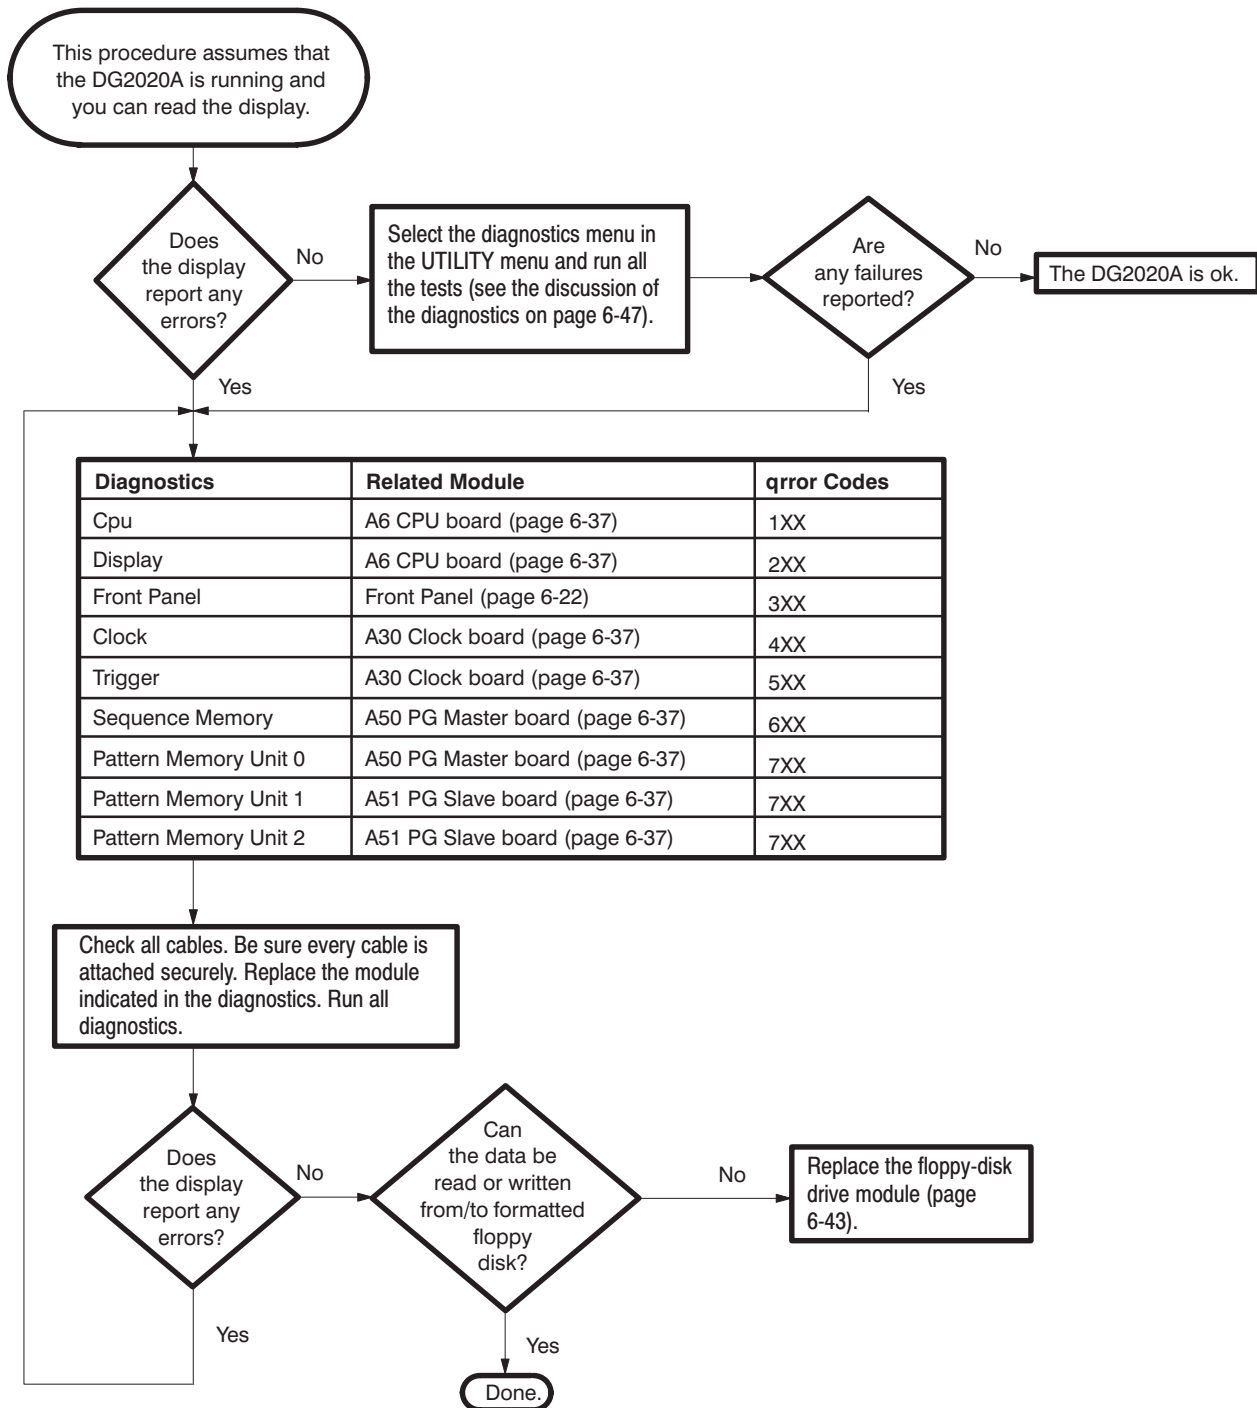 This procedure assumes that
the DG2020A is running and
you can read the display.
Does
the display
report any
errors?
No
Select the diagnostics menu in
the UTILITY menu and run all
the tests (see the discussion of
the diagnostics on page 6-47).
Are
any failures
reported?
No
The DG2020A is ok.
Yes
Yes
Diagnostics Related Module qrror Codes
Cpu A6 CPU board (page 6-37) 1XX
Display A6 CPU board (page 6-37) 2XX
Front Panel Front Panel (page 6-22) 3XX
Clock A30 Clock board (page 6-37) 4XX
Trigger A30 Clock board (page 6-37) 5XX
Sequence Memory A50 PG Master board (page 6-37) 6XX
Pattern Memory Unit 0 A50 PG Master board (page 6-37) 7XX
Pattern Memory Unit 1 A51 PG Slave board (page 6-37) 7XX
Pattern Memory Unit 2 A51 PG Slave board (page 6-37) 7XX
Check all cables. Be sure every cable is
attached securely. Replace the module
indicated in the diagnostics. Run all
diagnostics.
Does
the display
report any
errors?
No
Can
the data be
read or written
from/to formatted
floppy
disk?
No
Replace the floppy-disk
drive module (page
6-43).
Yes
Yes
Done.